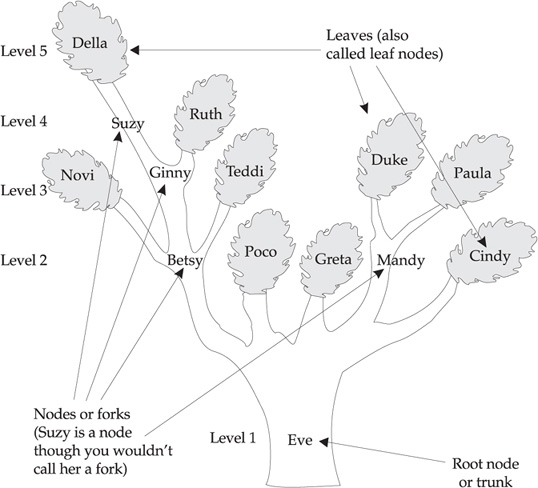 Della
Leaves (also
called leaf nodes)
Level 5
Level 4
Suzy
Ruth
Novi
Ginny
Teddi
Duke
Paula
Level 3
Level 2
Betsy
Poco
Greta
Mandy
Cindy
Nodes or forks
(Suzy is a node
though you wouldn't
call her a fork)
Level 1
Eve
Root node
or trunk